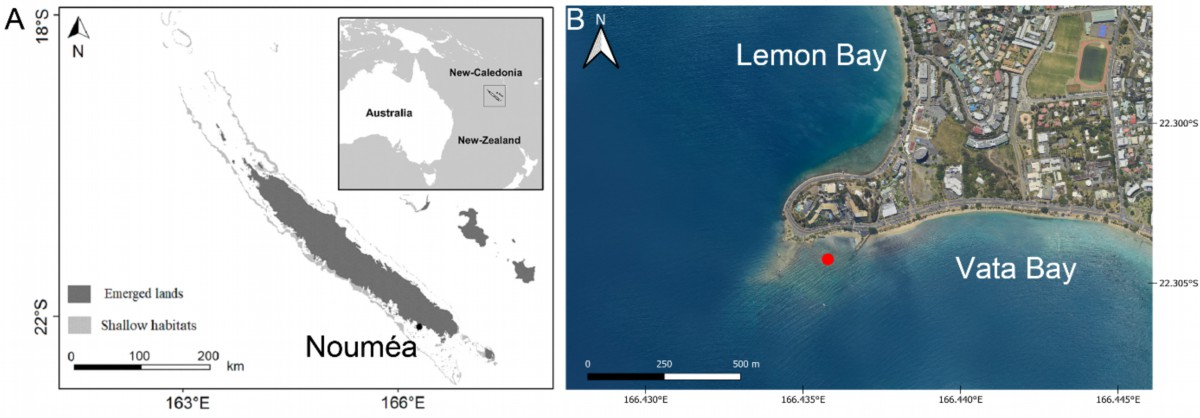 A
18°S
N
New-Caledonia
Australia
New-Zealand
Emerged lands
Shallow habitats
22°S
Nouméa
0 100 200 km
163°E 166°E
B
N
Lemon Bay
22.300°S
Vata Bay
22.305°S
0 250 500 m
166.430°E 166.435°E 166.440°E 166.445°E